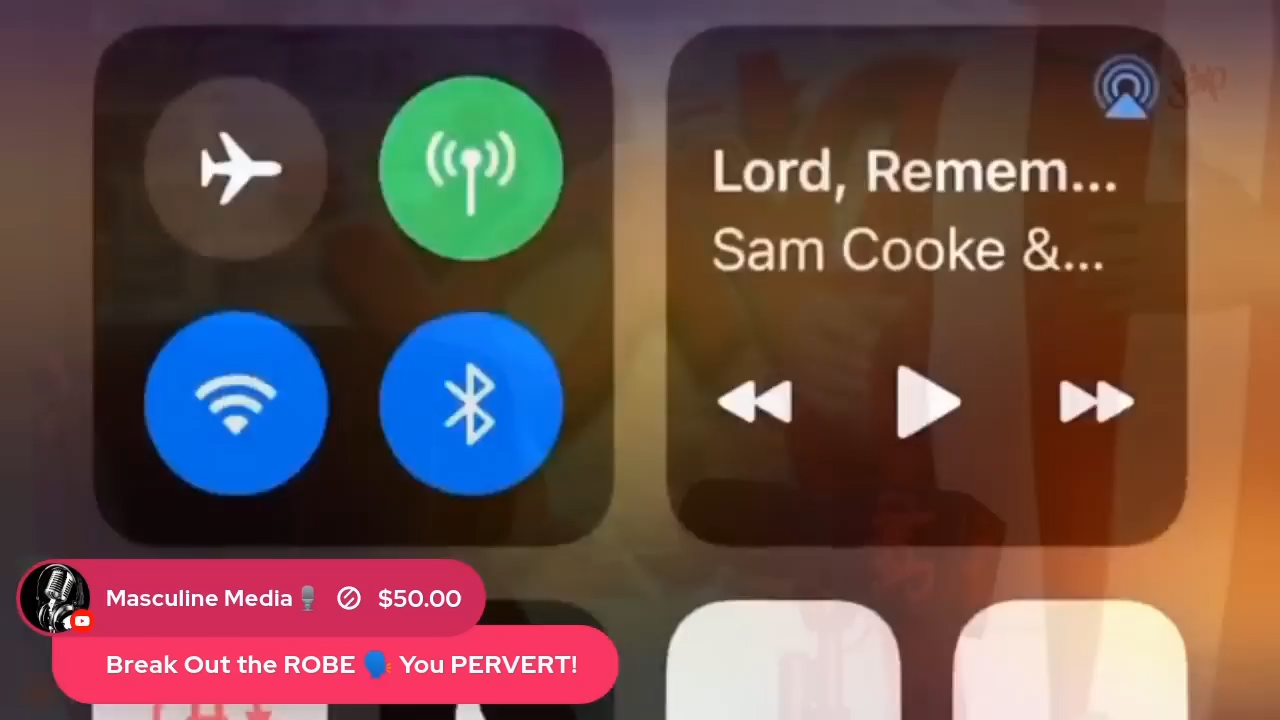 Lord, Remem...
Sam Cooke &...
Masculine Media🎙️ $50.00
Break Out the ROBE 🗣️ You PERVERT!